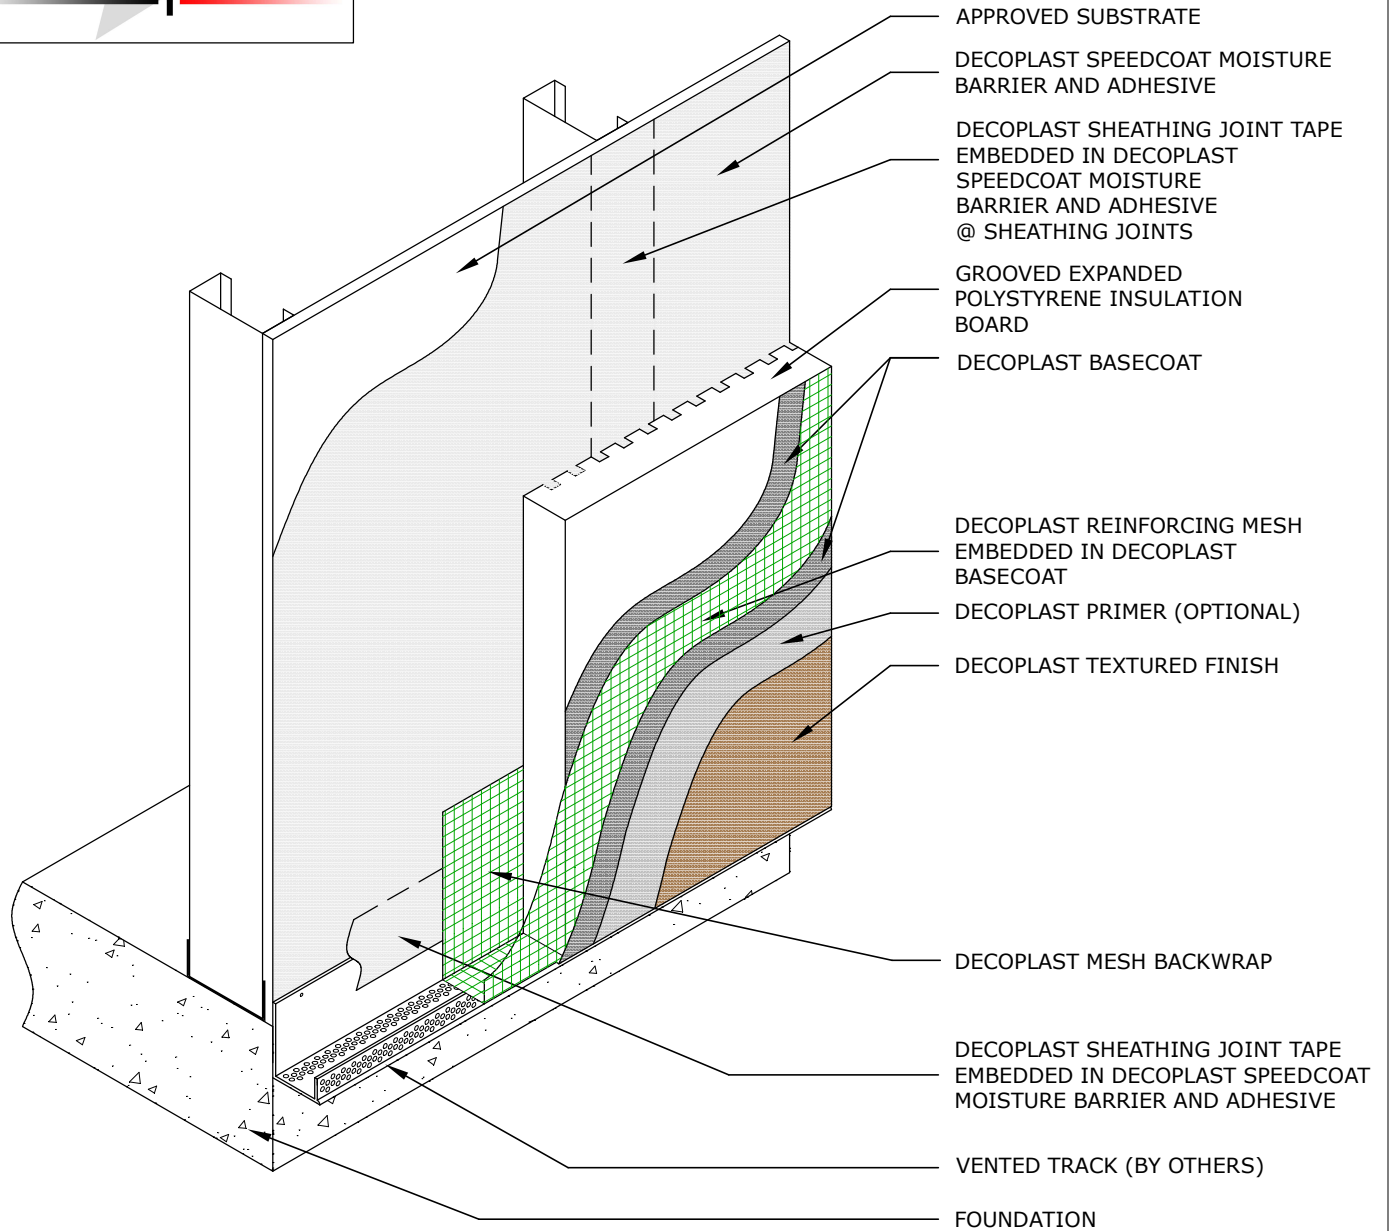 APPROVED SUBSTRATE
DECOPLAST SPEEDCOAT MOISTURE
BARRIER AND ADHESIVE
DECOPLAST SHEATHING JOINT TAPE
EMBEDDED IN DECOPLAST
SPEEDCOAT MOISTURE
BARRIER AND ADHESIVE
@ SHEATHING JOINTS
GROOVED EXPANDED
POLYSTYRENE INSULATION
BOARD
DECOPLAST BASECOAT
DECOPLAST REINFORCING MESH
EMBEDDED IN DECOPLAST
BASECOAT
DECOPLAST PRIMER (OPTIONAL)
DECOPLAST TEXTURED FINISH
DECOPLAST MESH BACKWRAP
DECOPLAST SHEATHING JOINT TAPE
EMBEDDED IN DECOPLAST SPEEDCOAT
MOISTURE BARRIER AND ADHESIVE
VENTED TRACK (BY OTHERS)
FOUNDATION